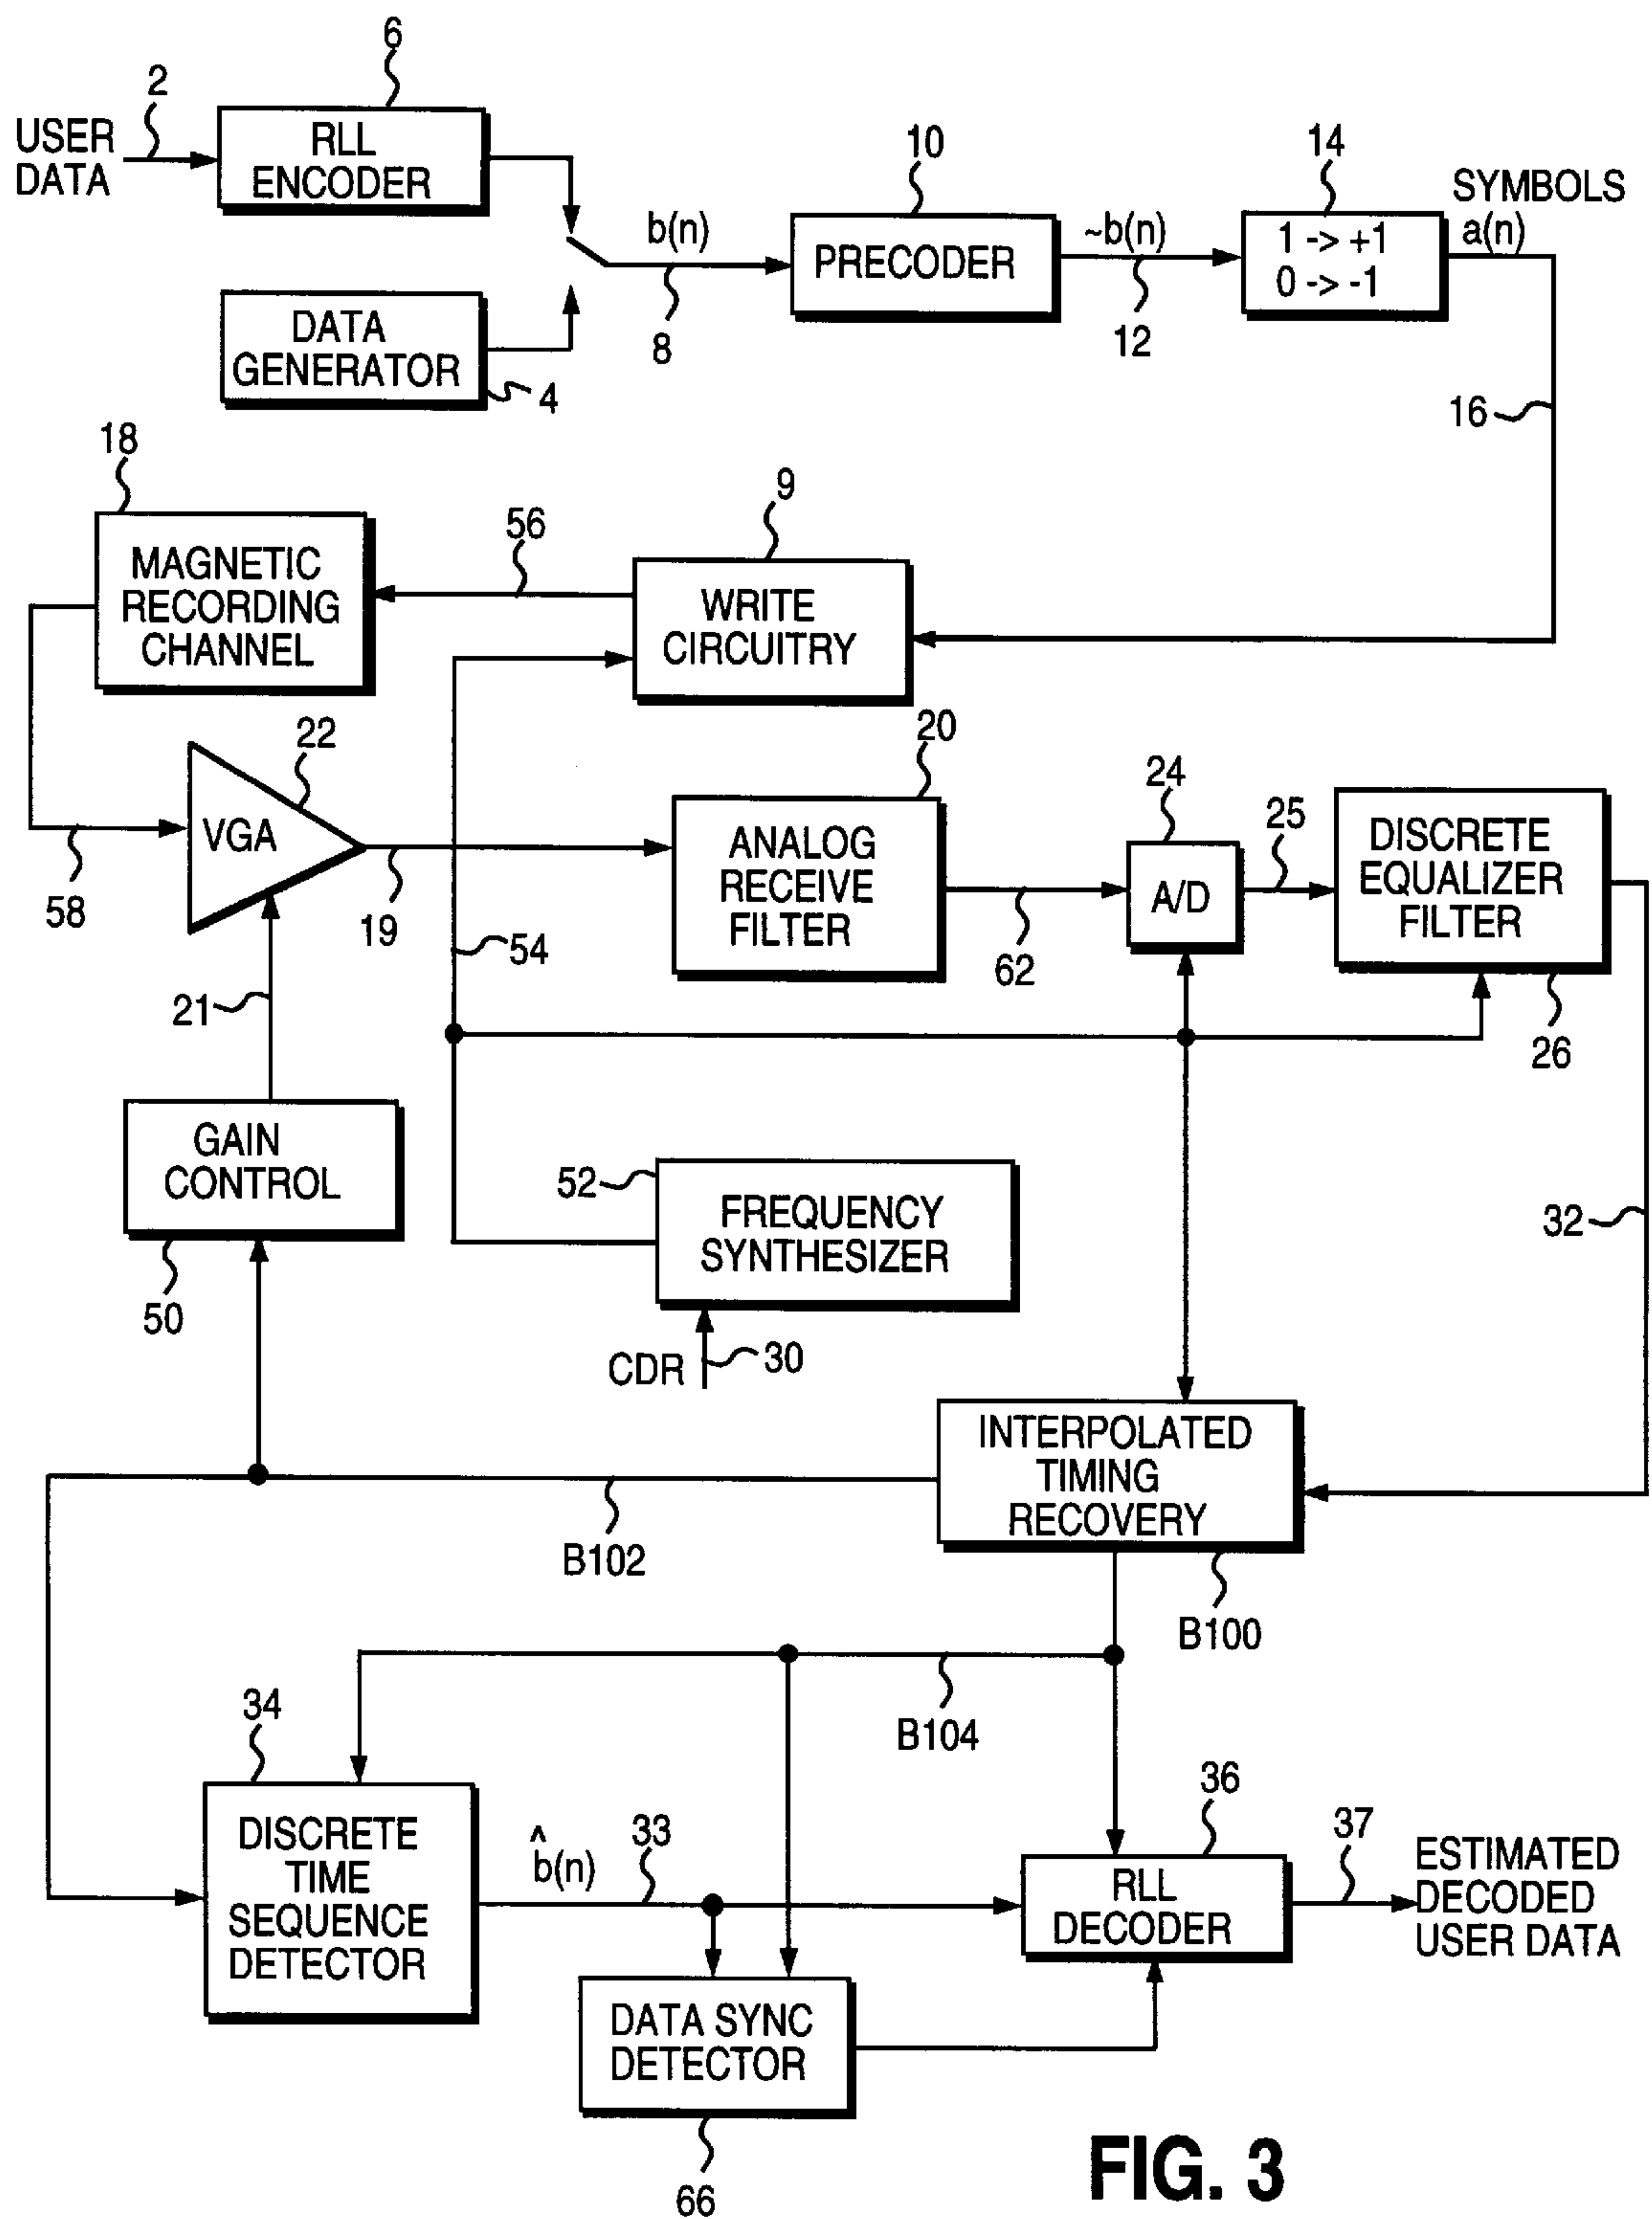 6
2
USER
DATA
RLL
ENCODER
10
14
SYMBOLS
b(n)
~b(n)
a(n)
PRECODER
1 -> +1
0 -> -1
8
12
DATA
GENERATOR
4
16
18
9
56
MAGNETIC
RECORDING
CHANNEL
WRITE
CIRCUITRY
22
20
24
25
VGA
ANALOG
RECEIVE
FILTER
A/D
DISCRETE
EQUALIZER
FILTER
58
19
54
62
21
26
GAIN
CONTROL
52
FREQUENCY
SYNTHESIZER
32
50
CDR
30
INTERPOLATED
TIMING
RECOVERY
B102
B100
34
B104
36
DISCRETE
TIME
SEQUENCE
DETECTOR
^
b(n)
33
37
RLL
DECODER
ESTIMATED
DECODED
USER DATA
DATA SYNC
DETECTOR
66
FIG. 3